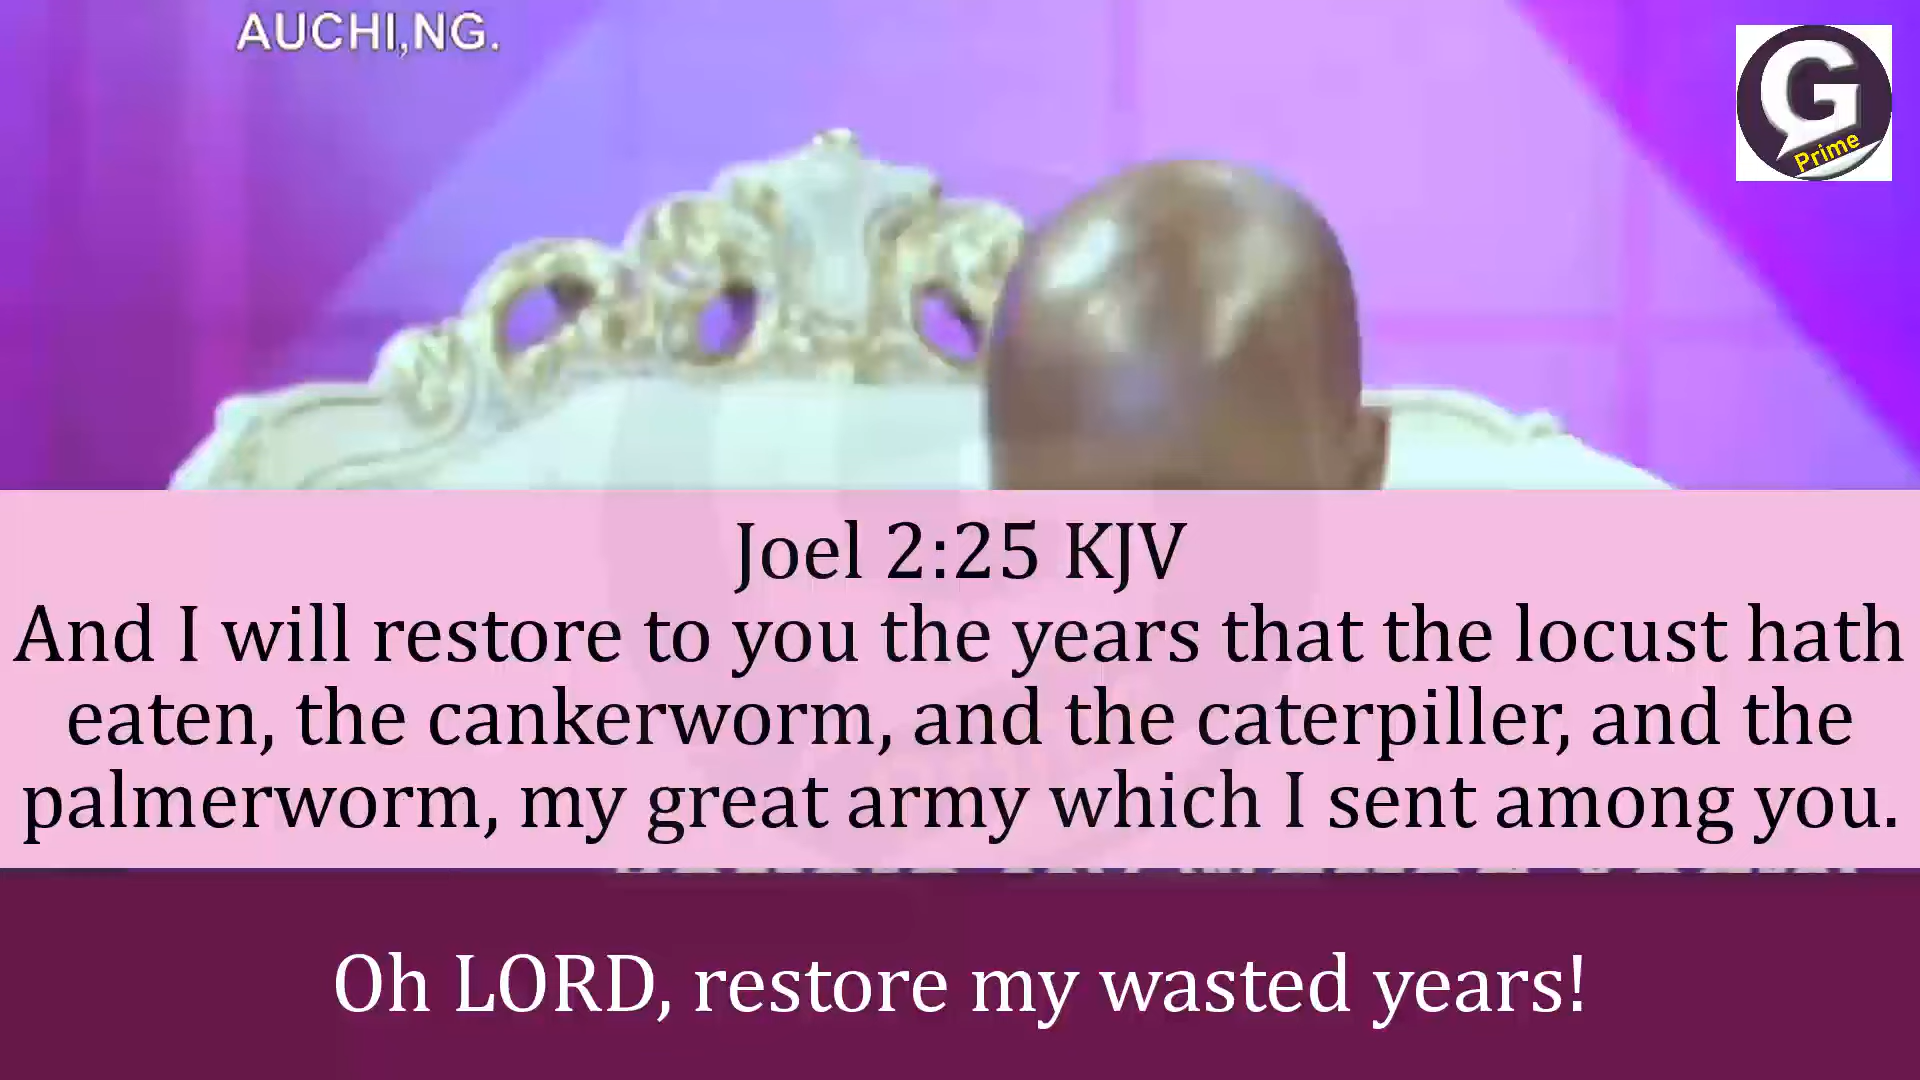 AUCHI,NG.
G
Prime
Joel 2:25 KJV
And I will restore to you the years that the locust hath
eaten, the cankerworm, and the caterpiller, and the
palmerworm, my great army which I sent among you.
Oh LORD, restore my wasted years!